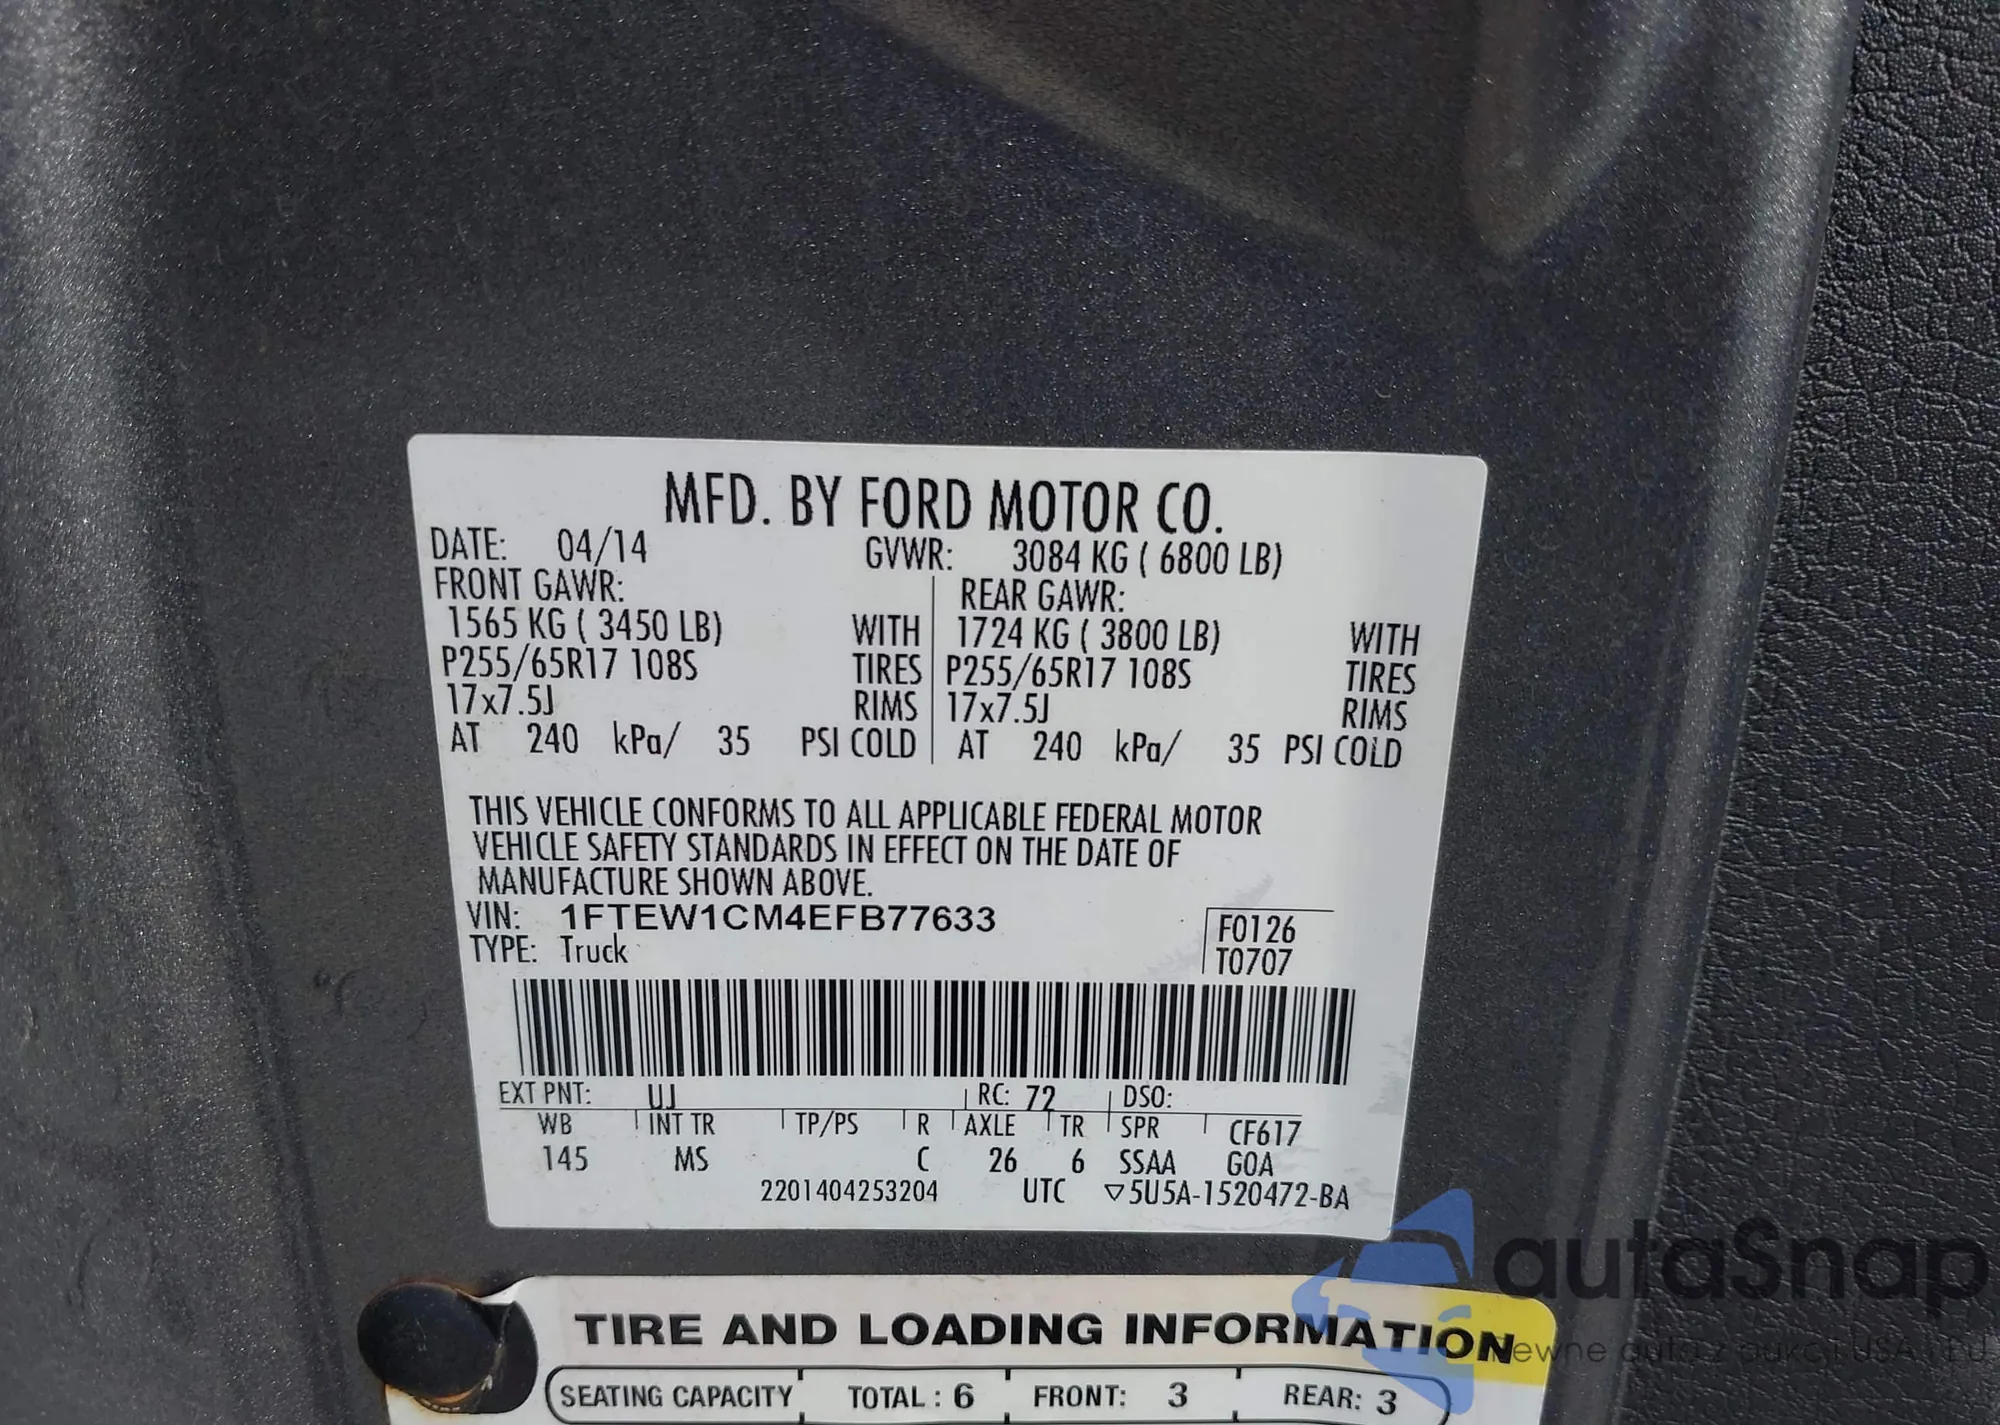 MFD. BY FORD MOTOR CO.
DATE: 04/14 GVWR: 3084 KG ( 6800 LB)
FRONT GAWR: REAR GAWR:
1565 KG ( 3450 LB) WITH 1724 KG ( 3800 LB) WITH
P255/65R17 108S TIRES P255/65R17 108S TIRES
17x7.5J RIMS 17x7.5J RIMS
AT 240 kPa/ 35 PSI COLD AT 240 kPa/ 35 PSI COLD
THIS VEHICLE CONFORMS TO ALL APPLICABLE FEDERAL MOTOR
VEHICLE SAFETY STANDARDS IN EFFECT ON THE DATE OF
MANUFACTURE SHOWN ABOVE.
VIN: 1FTEW1CM4EFB77633 F0126
TYPE: Truck T0707
EXT PNT: UJ RC: 72 DSO:
WB INT TR TP/PS R AXLE TR SPR CF617
145 MS C 26 6 SSAA GOA
2201404253204 UTC ▽5U5A-1520472-BA
autaSnap
TIRE AND LOADING INFORMATION
Pewne auta z aukcji USA i EU
SEATING CAPACITY TOTAL : 6 FRONT: 3 REAR: 3